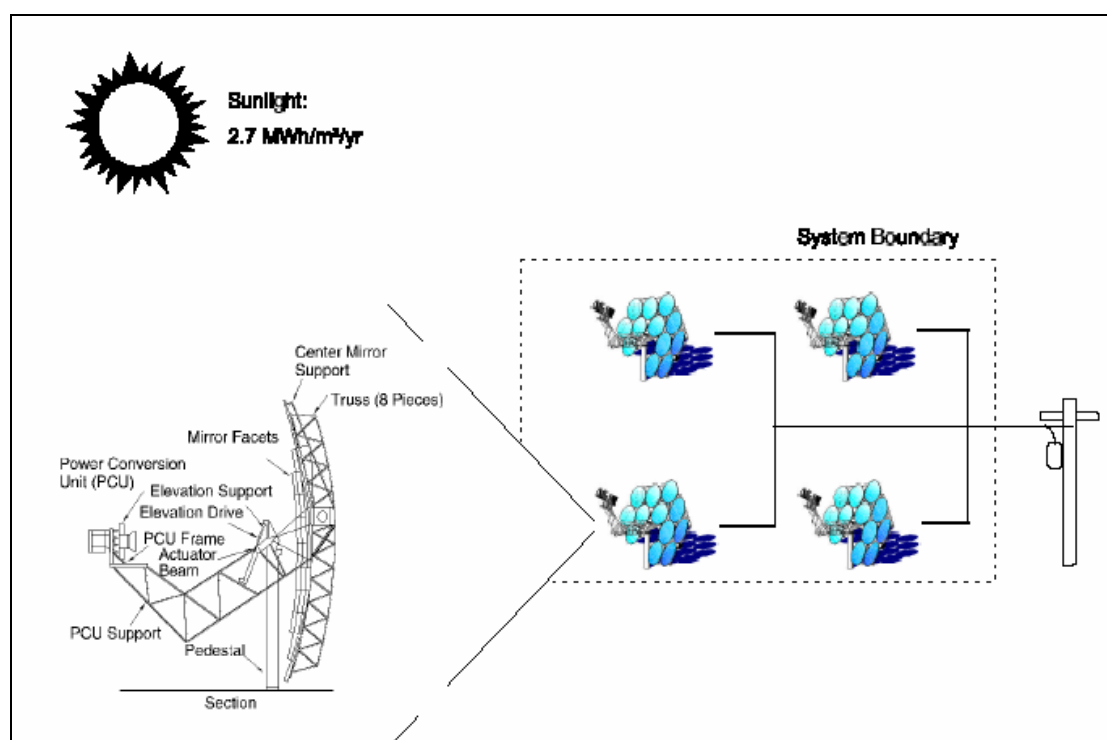 Sunlight:
2.7 MWh/m²/yr
System Boundary
Center Mirror
Support
Truss (8 Pieces)
Mirror Facets
Power Conversion
Unit (PCU)
Elevation Support
Elevation Drive
PCU Frame
Actuator
Beam
PCU Support
Pedestal
Section